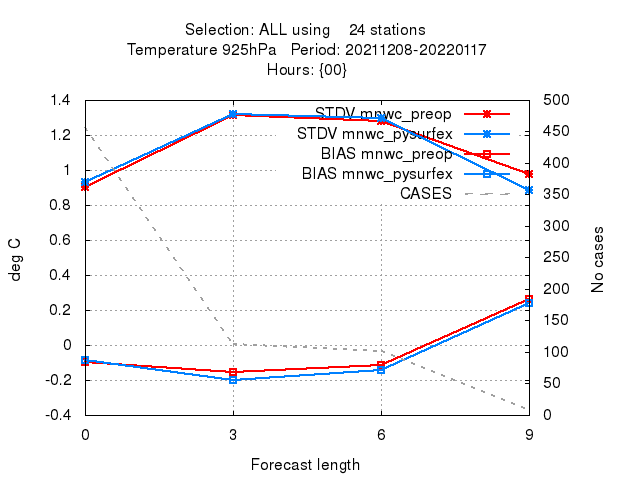 Selection: ALL using    24 stations
Temperature 925hPa   Period: 20211208-20220117
Hours: {00}
1.4
1.2
1
0.8
0.6
0.4
0.2
0
-0.2
-0.4
deg C
STDV mnwc_preop
STDV mnwc_pysurfex
BIAS mnwc_preop
BIAS mnwc_pysurfex
CASES
500
450
400
350
300
250
200
150
100
50
0
No cases
0 3 6 9
Forecast length